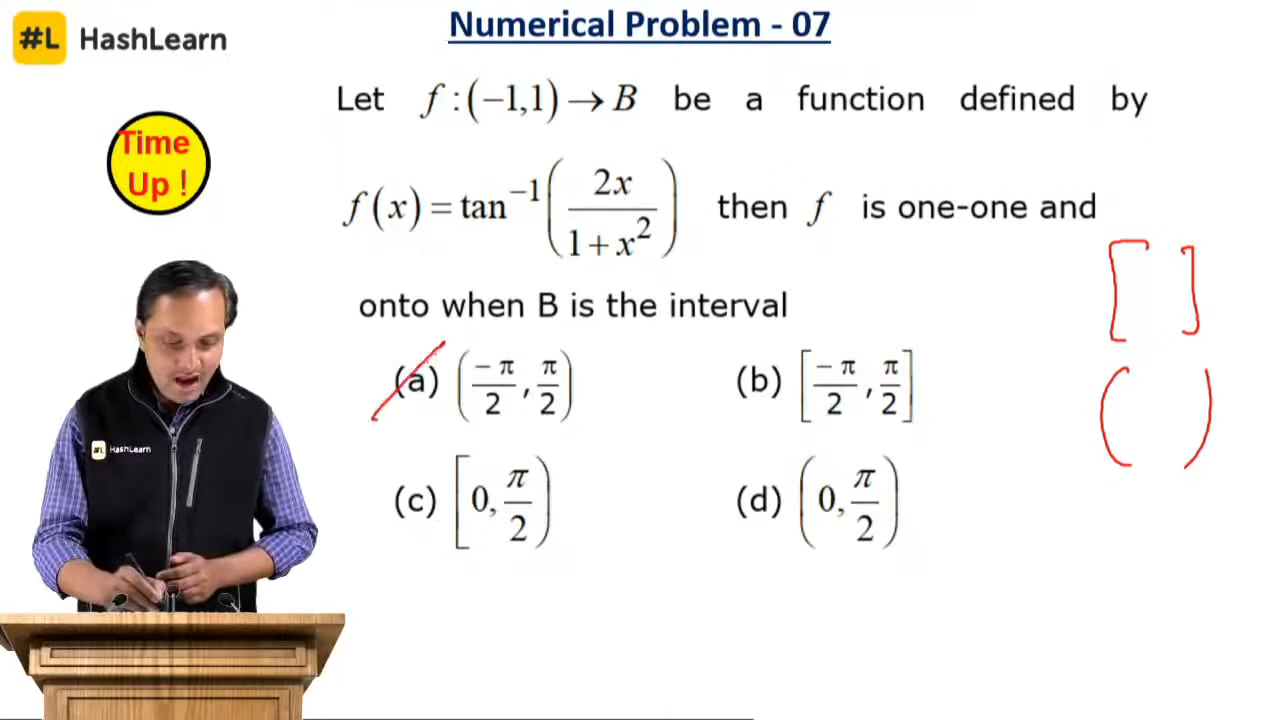 #L HashLearn
Numerical Problem - 07
Time
Up !
Let f : (−1,1) → B be a function defined by
f(x) = tan⁻¹(2x / (1 + x²)) then f is one-one and
onto when B is the interval
(a) (−π/2, π/2) (b) [−π/2, π/2]
(c) [0, π/2) (d) (0, π/2)
[ ]
( )
#L HashLearn